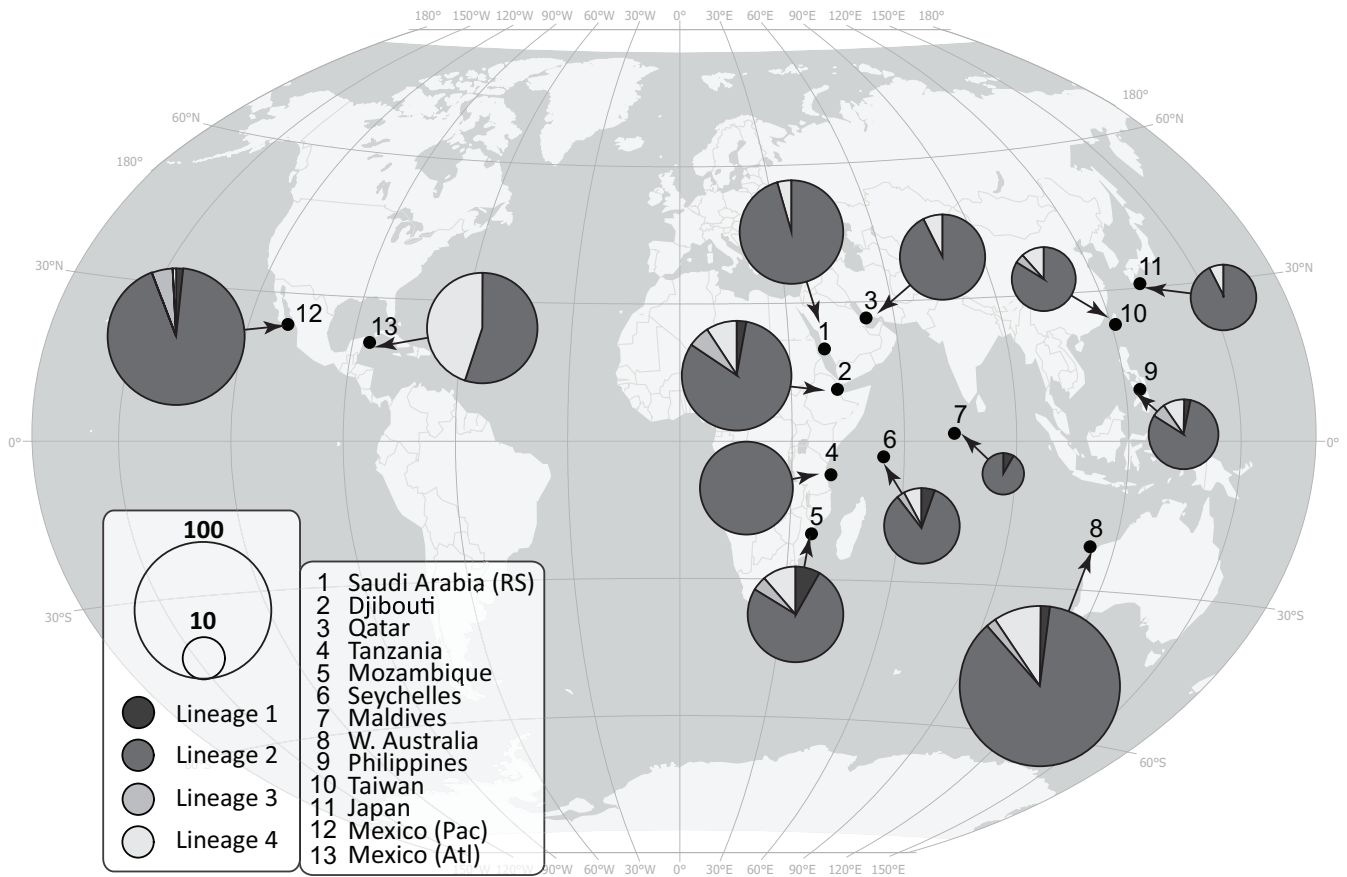 180° 150°W 120°W 90°W 60°W 30°W 0° 30°E 60°E 90°E 120°E 150°E 180°
180°
60°N 60°N
180°
30°N 30°N
11
3
12 10
13 1
2 9
7
0° 0°
6
4
5 8
100
10
30°S 30°S
Lineage 1
Lineage 2
Lineage 3
Lineage 4
1 Saudi Arabia (RS)
2 Djibouti
3 Qatar
4 Tanzania
5 Mozambique
6 Seychelles
7 Maldives
8 W. Australia
9 Philippines
10 Taiwan
11 Japan
12 Mexico (Pac)
13 Mexico (Atl)
60°S
150°W 120°W 90°W 60°W 30°W 0° 30°E 60°E 90°E 120°E 150°E